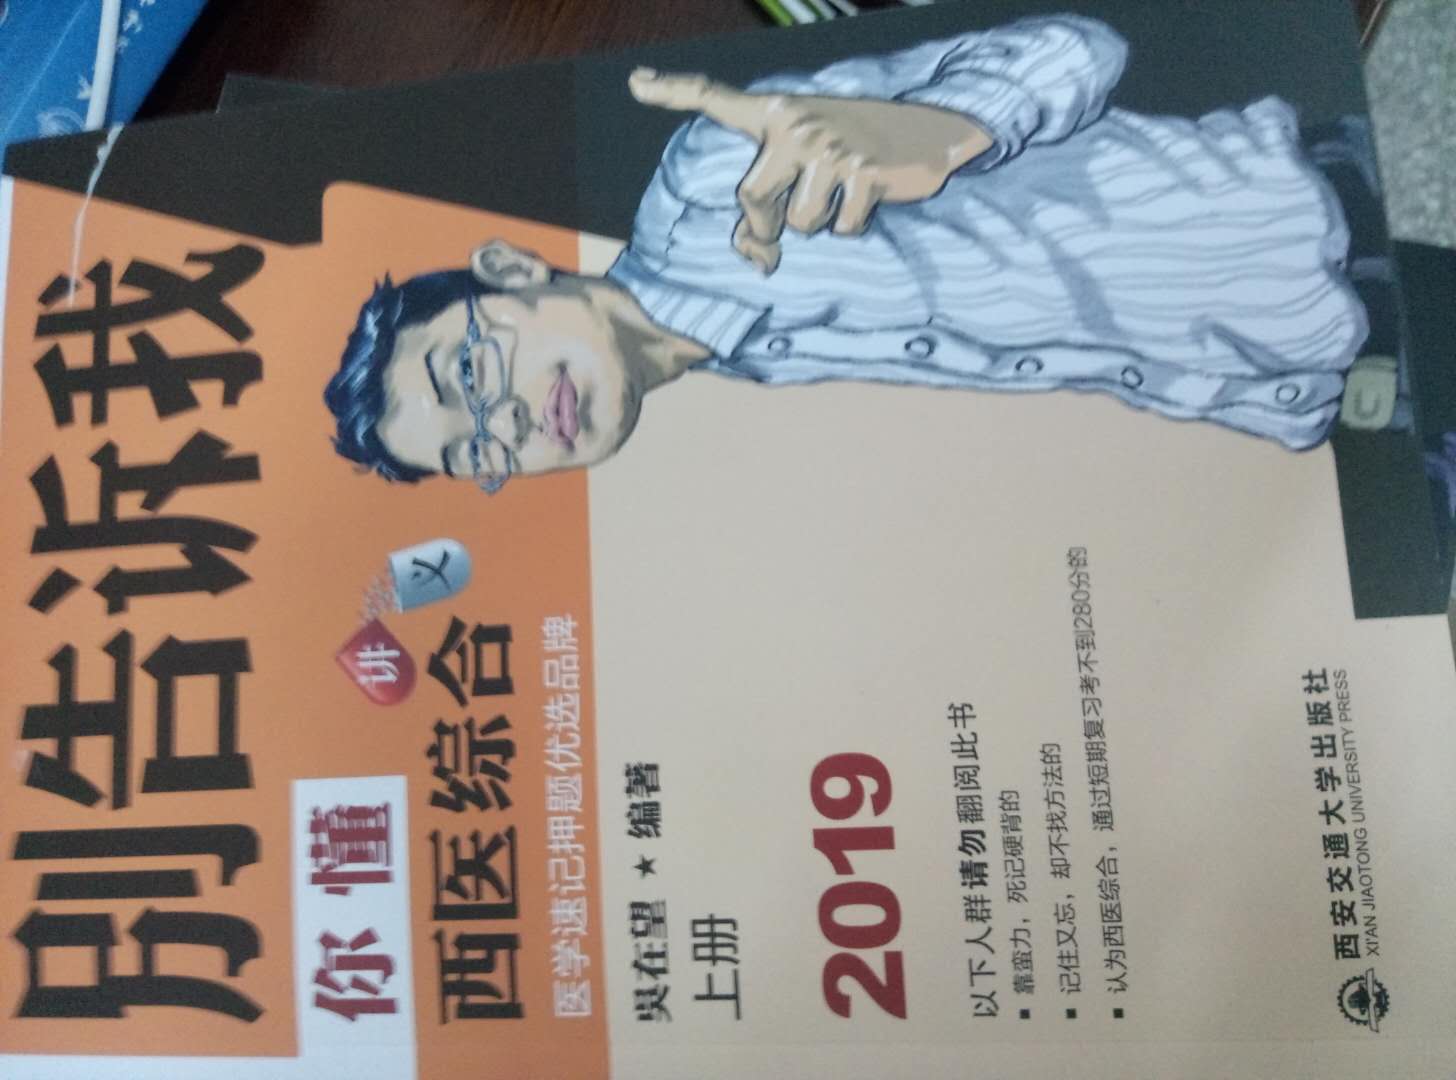 别告诉我
你懂
讲义
西医综合
医学速记押题优选品牌
吴在望★编著
上册
2019
以下人群请勿翻阅此书
■ 靠蛮力，死记硬背的
■ 记住又忘，却不找方法的
■ 认为西医综合，通过短期复习考不到280分的
西安交通大学出版社
XI'AN JIAOTONG UNIVERSITY PRESS